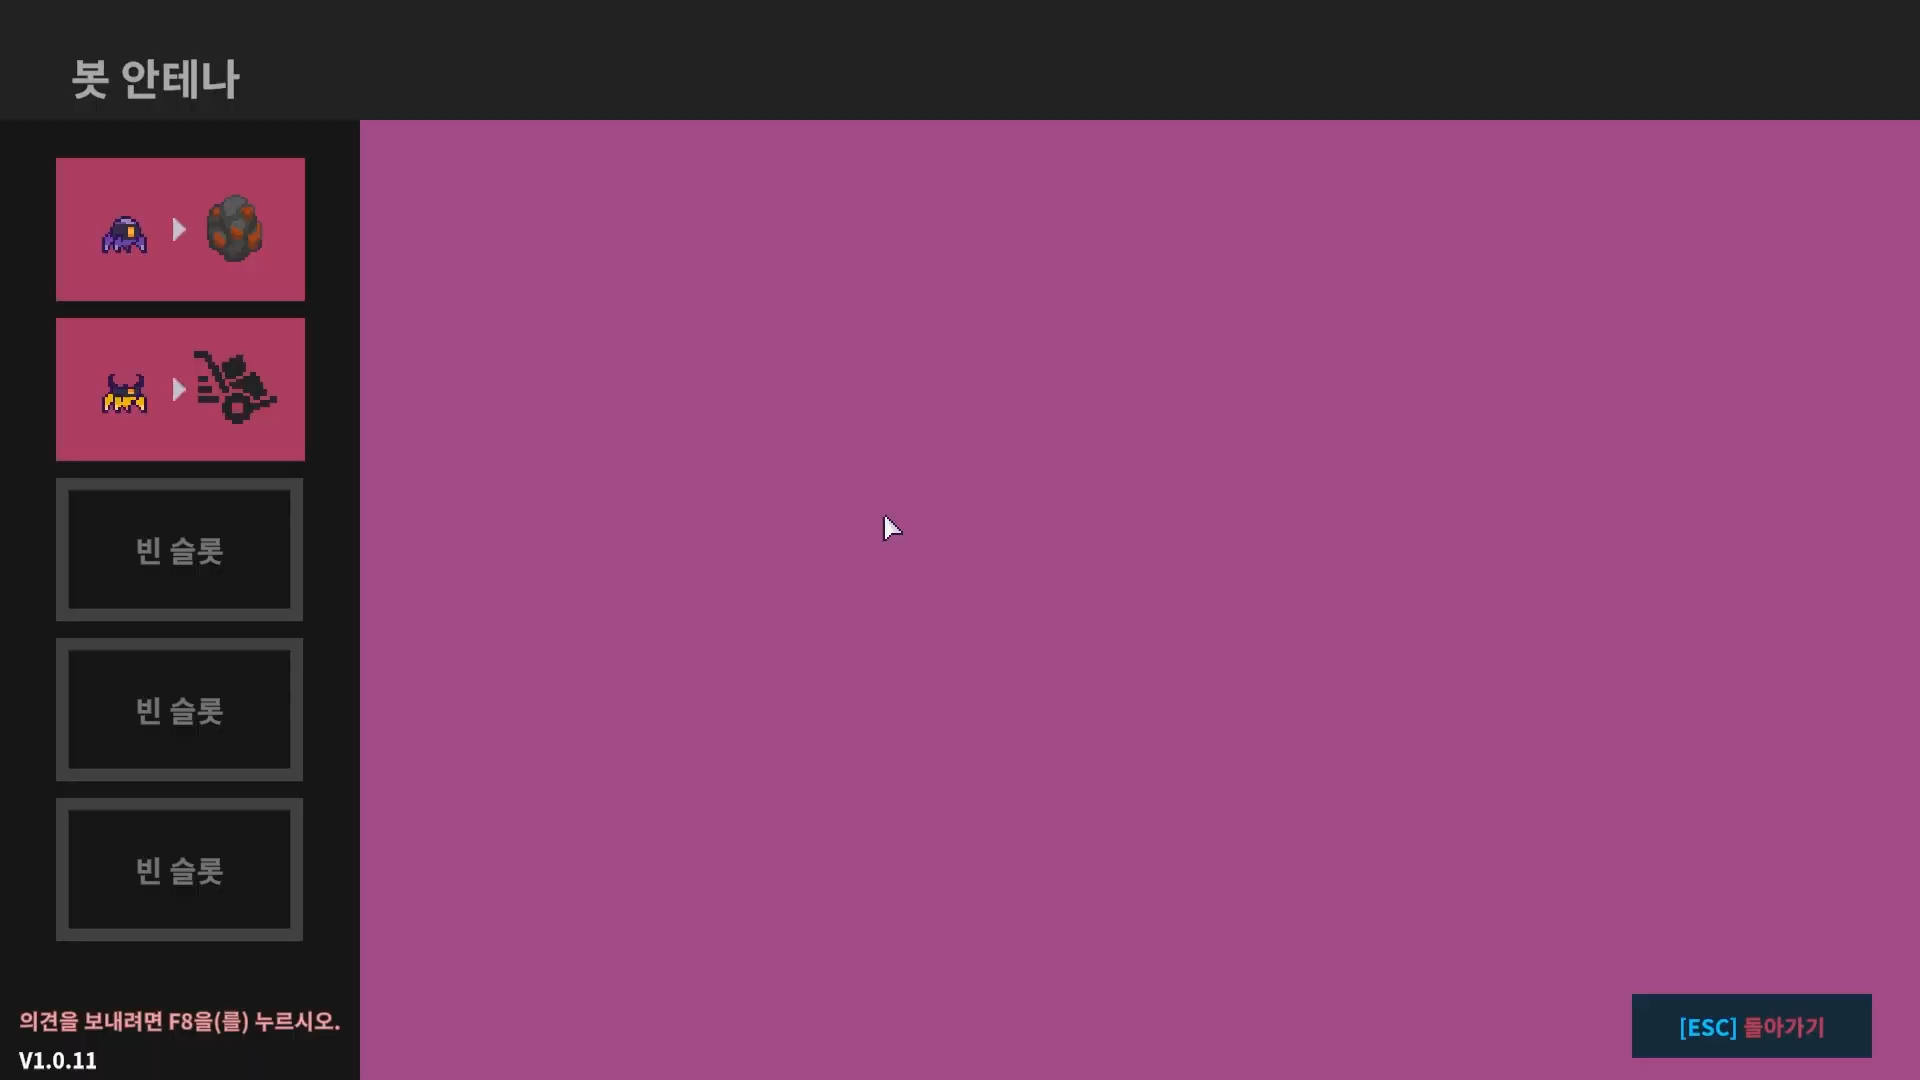 봇 안테나
빈 슬롯
빈 슬롯
빈 슬롯
의견을 보내려면 F8을(를) 누르시오.
V1.0.11
[ESC] 돌아가기